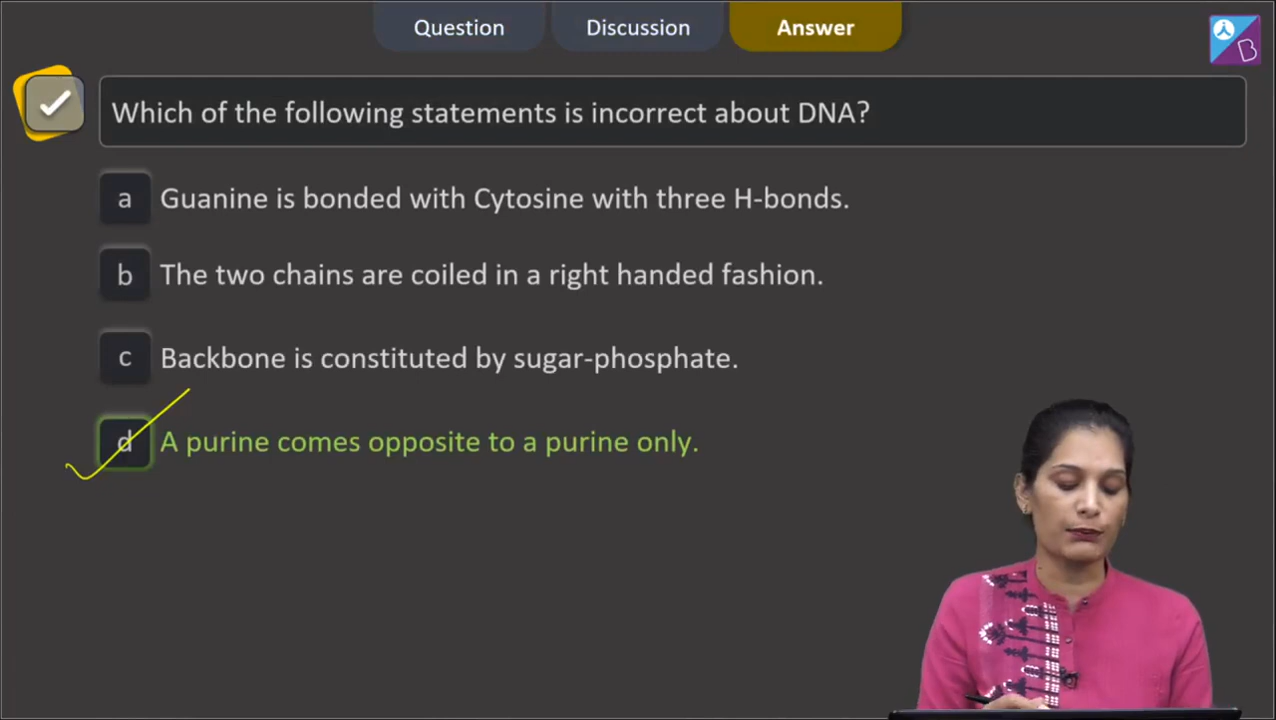 Question Discussion Answer
Which of the following statements is incorrect about DNA?
a Guanine is bonded with Cytosine with three H-bonds.
b The two chains are coiled in a right handed fashion.
c Backbone is constituted by sugar-phosphate.
d A purine comes opposite to a purine only.
B